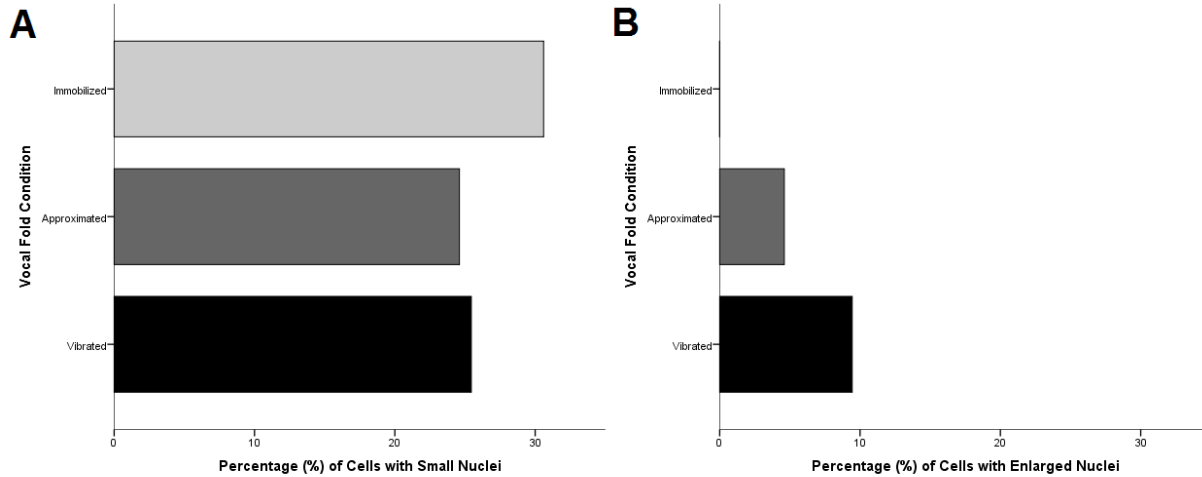 A
Vocal Fold Condition
Immobilized
Approximated
Vibrated
0 10 20 30
Percentage (%) of Cells with Small Nuclei
B
Vocal Fold Condition
Immobilized
Approximated
Vibrated
0 10 20 30
Percentage (%) of Cells with Enlarged Nuclei